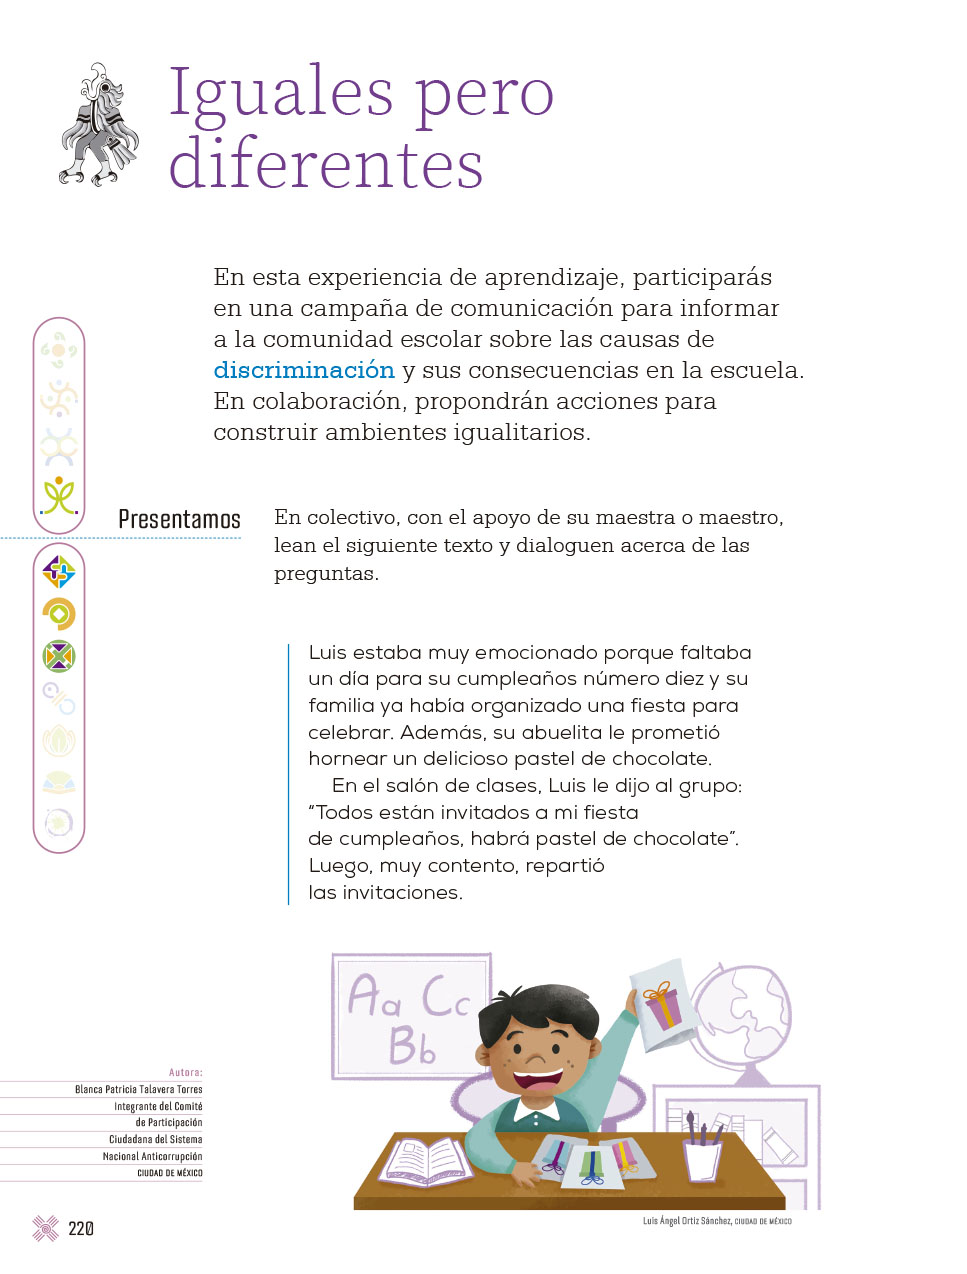 Iguales pero
diferentes
En esta experiencia de aprendizaje, participarás
en una campaña de comunicación para informar
a la comunidad escolar sobre las causas de
discriminación y sus consecuencias en la escuela.
En colaboración, propondrán acciones para
construir ambientes igualitarios.
Presentamos
En colectivo, con el apoyo de su maestra o maestro,
lean el siguiente texto y dialoguen acerca de las
preguntas.
Luis estaba muy emocionado porque faltaba
un día para su cumpleaños número diez y su
familia ya había organizado una fiesta para
celebrar. Además, su abuelita le prometió
hornear un delicioso pastel de chocolate.
En el salón de clases, Luis le dijo al grupo:
“Todos están invitados a mi fiesta
de cumpleaños, habrá pastel de chocolate”.
Luego, muy contento, repartió
las invitaciones.
Aa Cc
Bb
Autora:
Blanca Patricia Talavera Torres
Integrante del Comité
de Participación
Ciudadana del Sistema
Nacional Anticorrupción
CIUDAD DE MÉXICO
Luis Ángel Ortiz Sánchez, CIUDAD DE MÉXICO
220